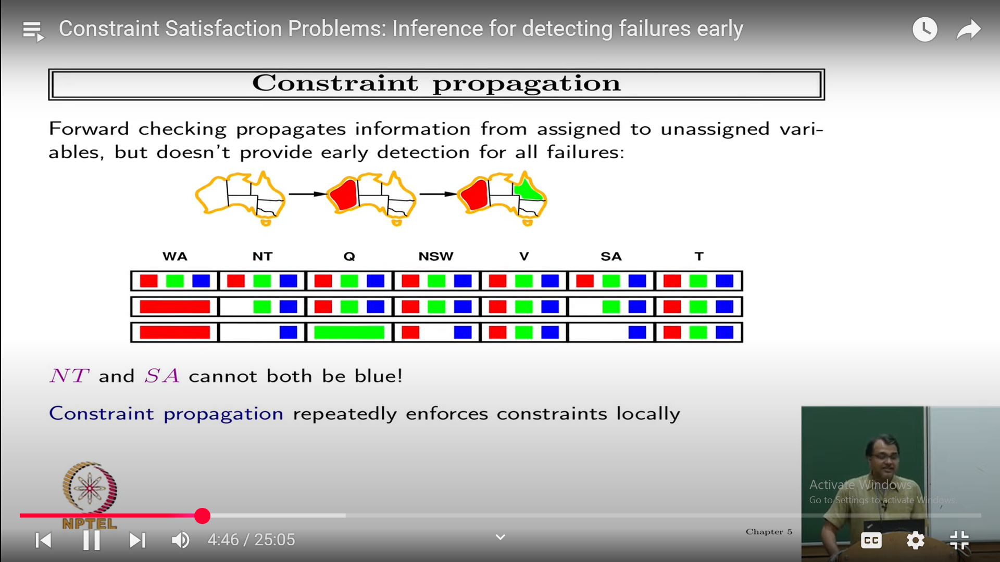 Constraint Satisfaction Problems: Inference for detecting failures early
Constraint propagation
Forward checking propagates information from assigned to unassigned vari-
ables, but doesn't provide early detection for all failures:
WA NT Q NSW V SA T
NT and SA cannot both be blue!
Constraint propagation repeatedly enforces constraints locally
Activate Windows
Go to Settings to activate Windows.
NPTEL
Chapter 5
4:46 / 25:05
CC